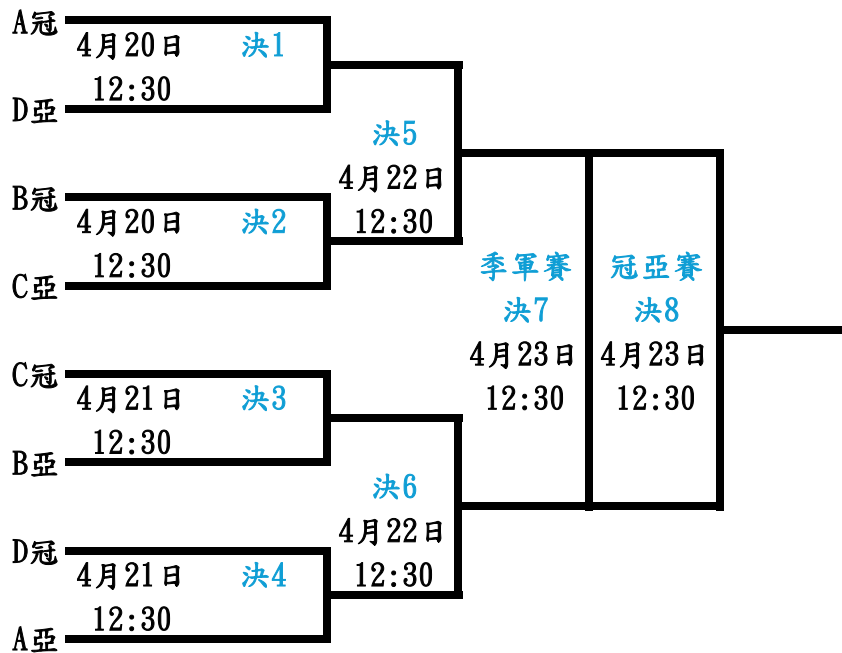 A冠
4月20日 決1
12:30
D亞
決5
4月22日
12:30
B冠
4月20日 決2
12:30
C亞
季軍賽
決7
4月23日
12:30
冠亞賽
決8
4月23日
12:30
C冠
4月21日 決3
12:30
B亞
決6
4月22日
12:30
D冠
4月21日 決4
12:30
A亞